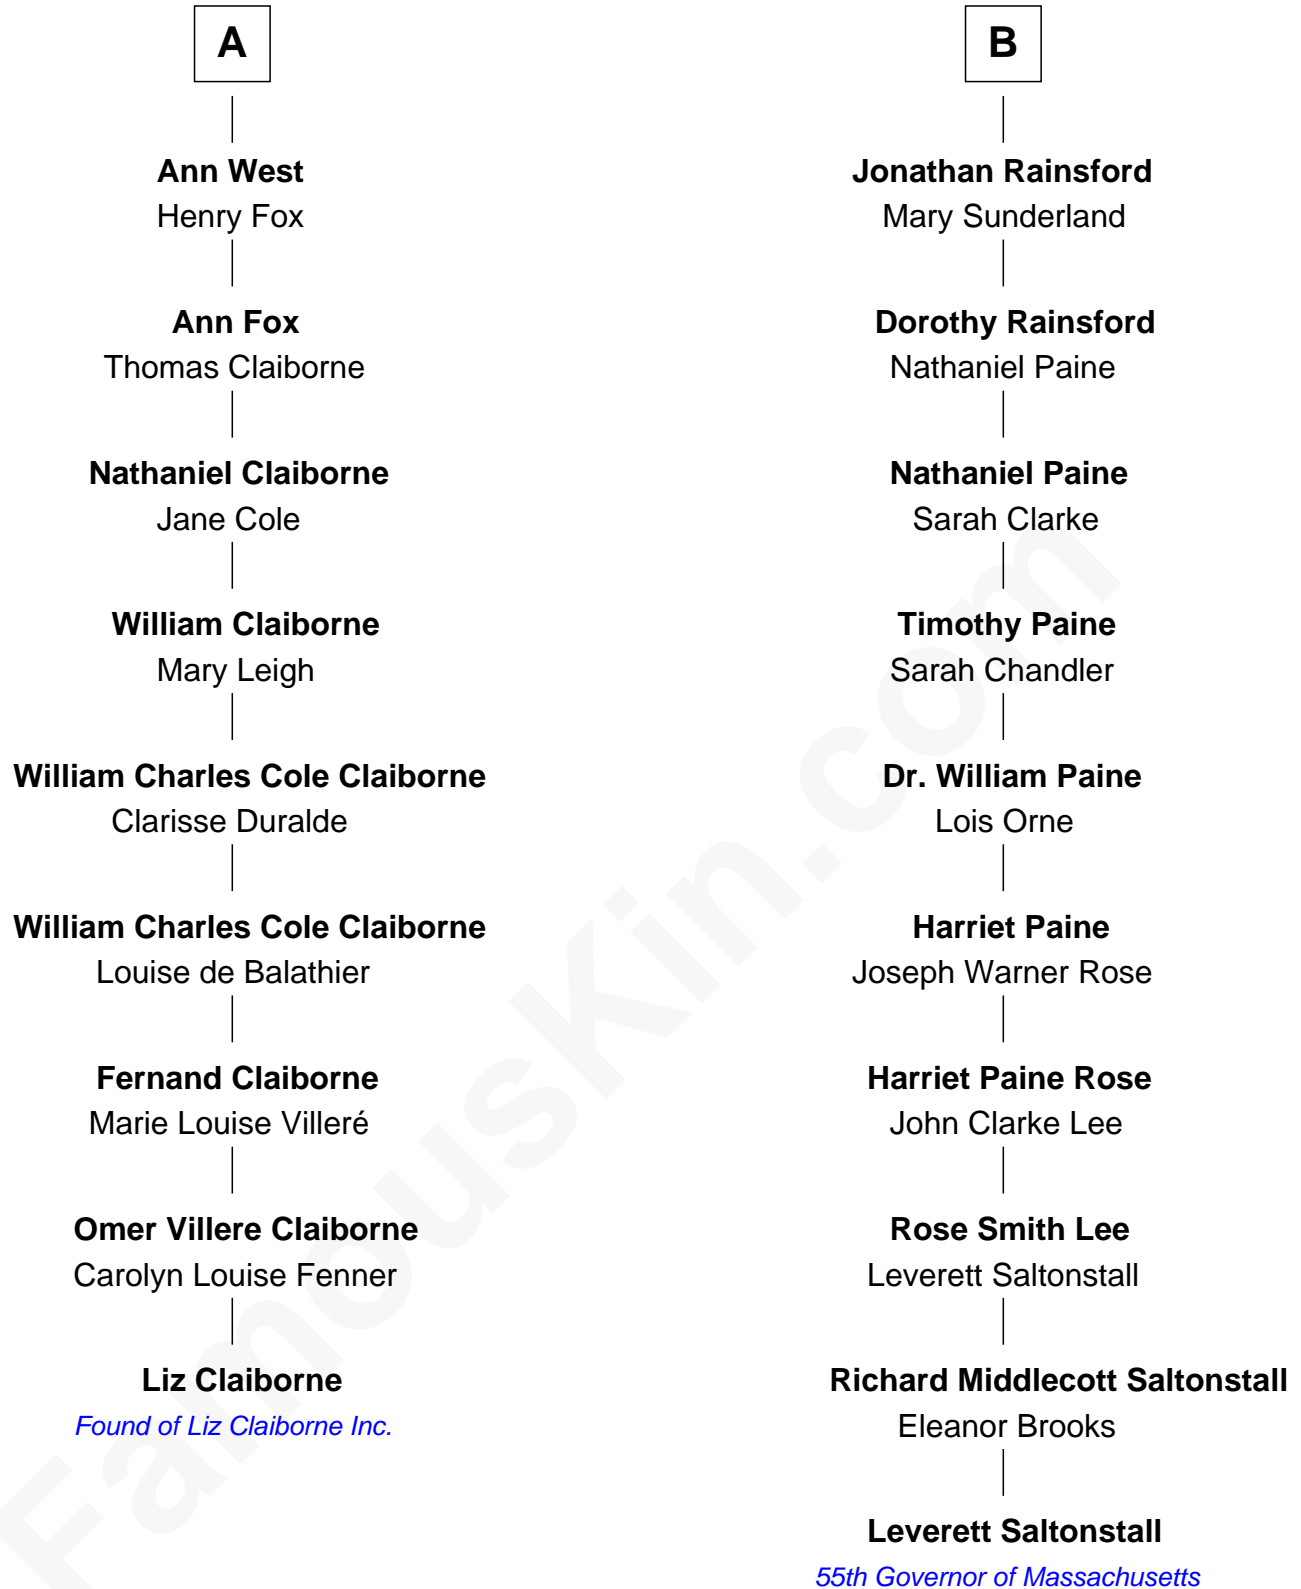 A
Ann West
Henry Fox
Ann Fox
Thomas Claiborne
Nathaniel Claiborne
Jane Cole
William Claiborne
Mary Leigh
William Charles Cole Claiborne
Clarisse Duralde
William Charles Cole Claiborne
Louise de Balathier
Fernand Claiborne
Marie Louise Villeré
Omer Villere Claiborne
Carolyn Louise Fenner
Liz Claiborne
Found of Liz Claiborne Inc.
B
Jonathan Rainsford
Mary Sunderland
Dorothy Rainsford
Nathaniel Paine
Nathaniel Paine
Sarah Clarke
Timothy Paine
Sarah Chandler
Dr. William Paine
Lois Orne
Harriet Paine
Joseph Warner Rose
Harriet Paine Rose
John Clarke Lee
Rose Smith Lee
Leverett Saltonstall
Richard Middlecott Saltonstall
Eleanor Brooks
Leverett Saltonstall
55th Governor of Massachusetts
FamousKin.com